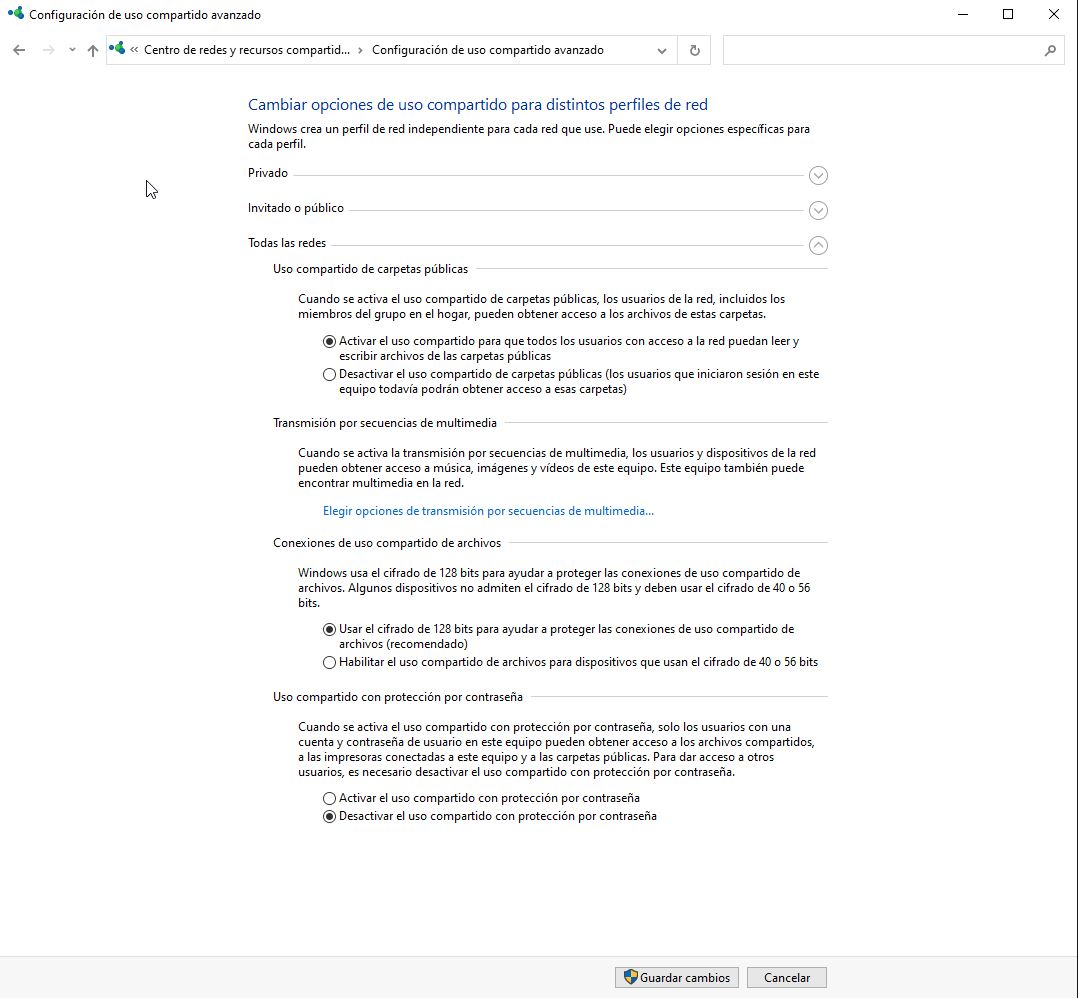 Configuración de uso compartido avanzado
« Centro de redes y recursos compartid... > Configuración de uso compartido avanzado
Cambiar opciones de uso compartido para distintos perfiles de red
Windows crea un perfil de red independiente para cada red que use. Puede elegir opciones específicas para
cada perfil.
Privado
Invitado o público
Todas las redes
Uso compartido de carpetas públicas
Cuando se activa el uso compartido de carpetas públicas, los usuarios de la red, incluidos los
miembros del grupo en el hogar, pueden obtener acceso a los archivos de estas carpetas.
Activar el uso compartido para que todos los usuarios con acceso a la red puedan leer y
escribir archivos de las carpetas públicas
Desactivar el uso compartido de carpetas públicas (los usuarios que iniciaron sesión en este
equipo todavía podrán obtener acceso a esas carpetas)
Transmisión por secuencias de multimedia
Cuando se activa la transmisión por secuencias de multimedia, los usuarios y dispositivos de la red
pueden obtener acceso a música, imágenes y vídeos de este equipo. Este equipo también puede
encontrar multimedia en la red.
Elegir opciones de transmisión por secuencias de multimedia...
Conexiones de uso compartido de archivos
Windows usa el cifrado de 128 bits para ayudar a proteger las conexiones de uso compartido de
archivos. Algunos dispositivos no admiten el cifrado de 128 bits y deben usar el cifrado de 40 o 56
bits.
Usar el cifrado de 128 bits para ayudar a proteger las conexiones de uso compartido de
archivos (recomendado)
Habilitar el uso compartido de archivos para dispositivos que usan el cifrado de 40 o 56 bits
Uso compartido con protección por contraseña
Cuando se activa el uso compartido con protección por contraseña, solo los usuarios con una
cuenta y contraseña de usuario en este equipo pueden obtener acceso a los archivos compartidos,
a las impresoras conectadas a este equipo y a las carpetas públicas. Para dar acceso a otros
usuarios, es necesario desactivar el uso compartido con protección por contraseña.
Activar el uso compartido con protección por contraseña
Desactivar el uso compartido con protección por contraseña
Guardar cambios
Cancelar